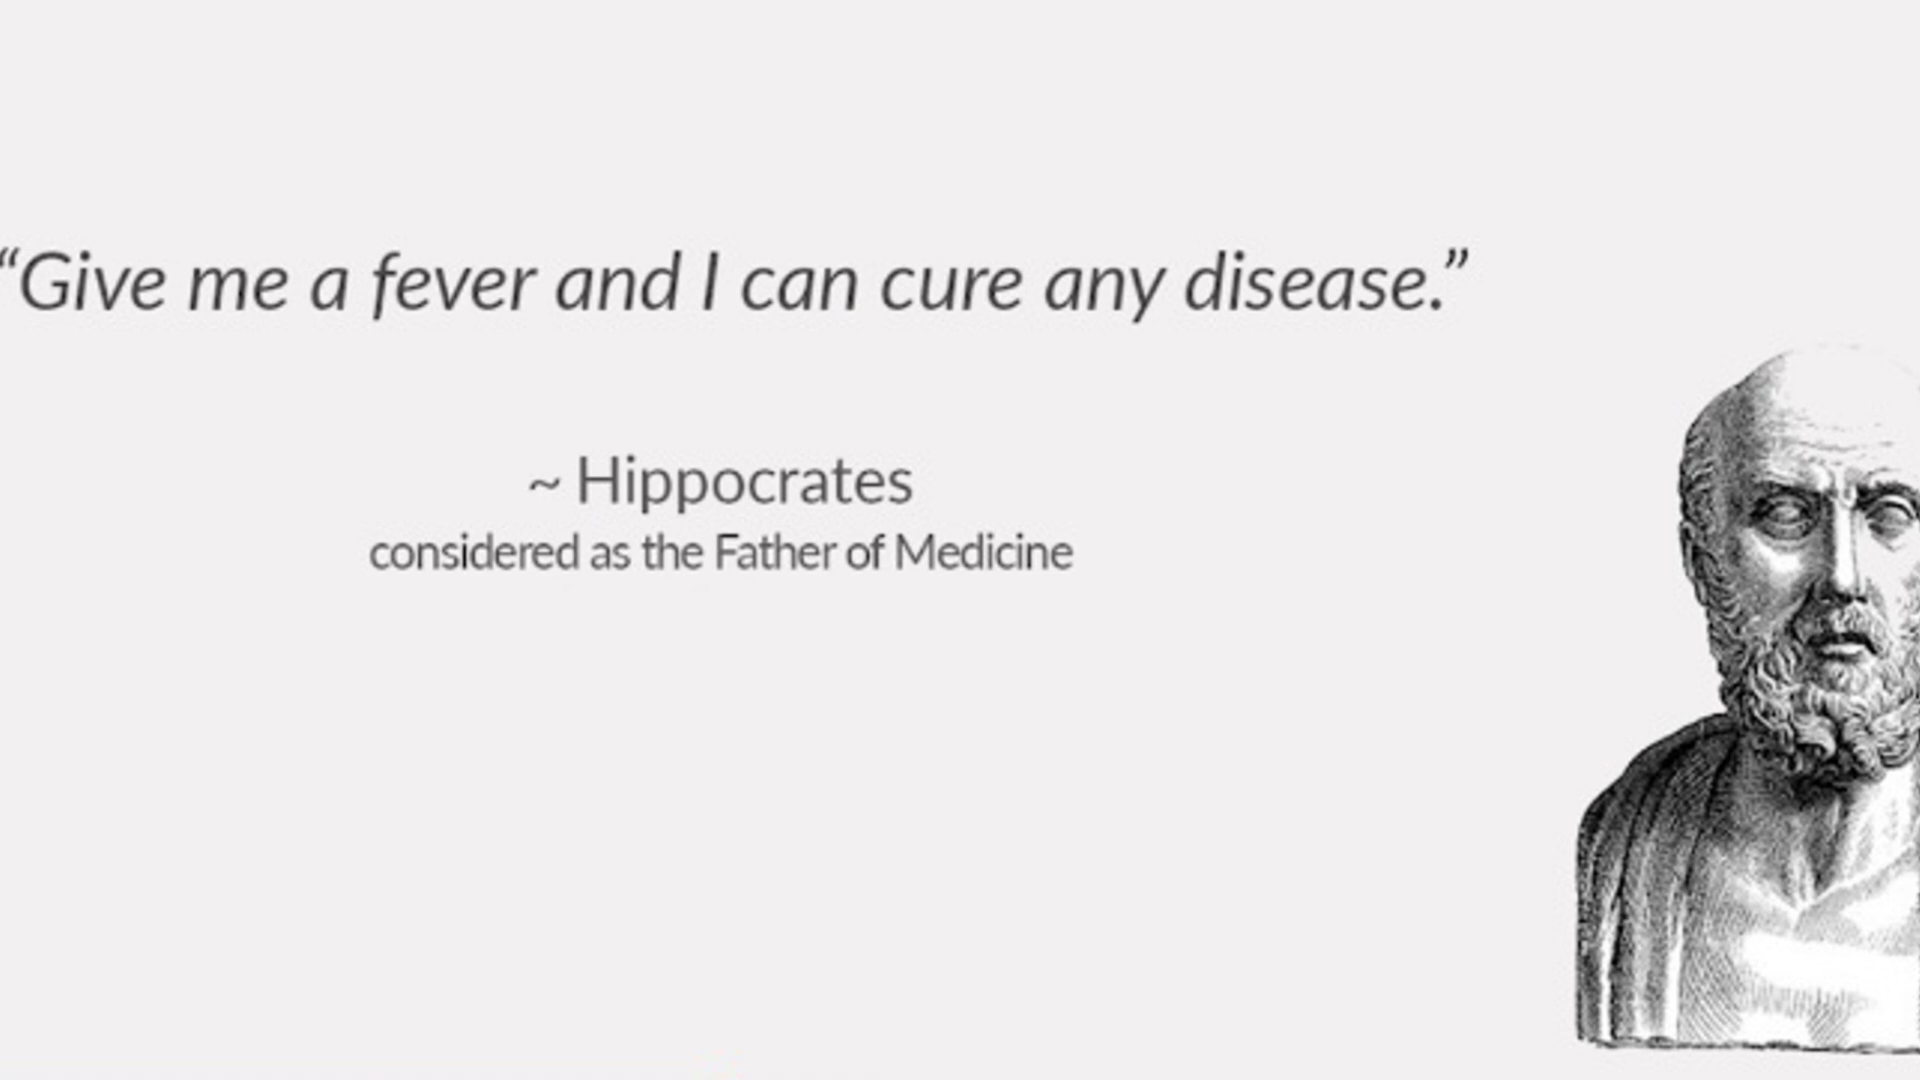 “Give me a fever and I can cure any disease.”
~ Hippocrates
considered as the Father of Medicine